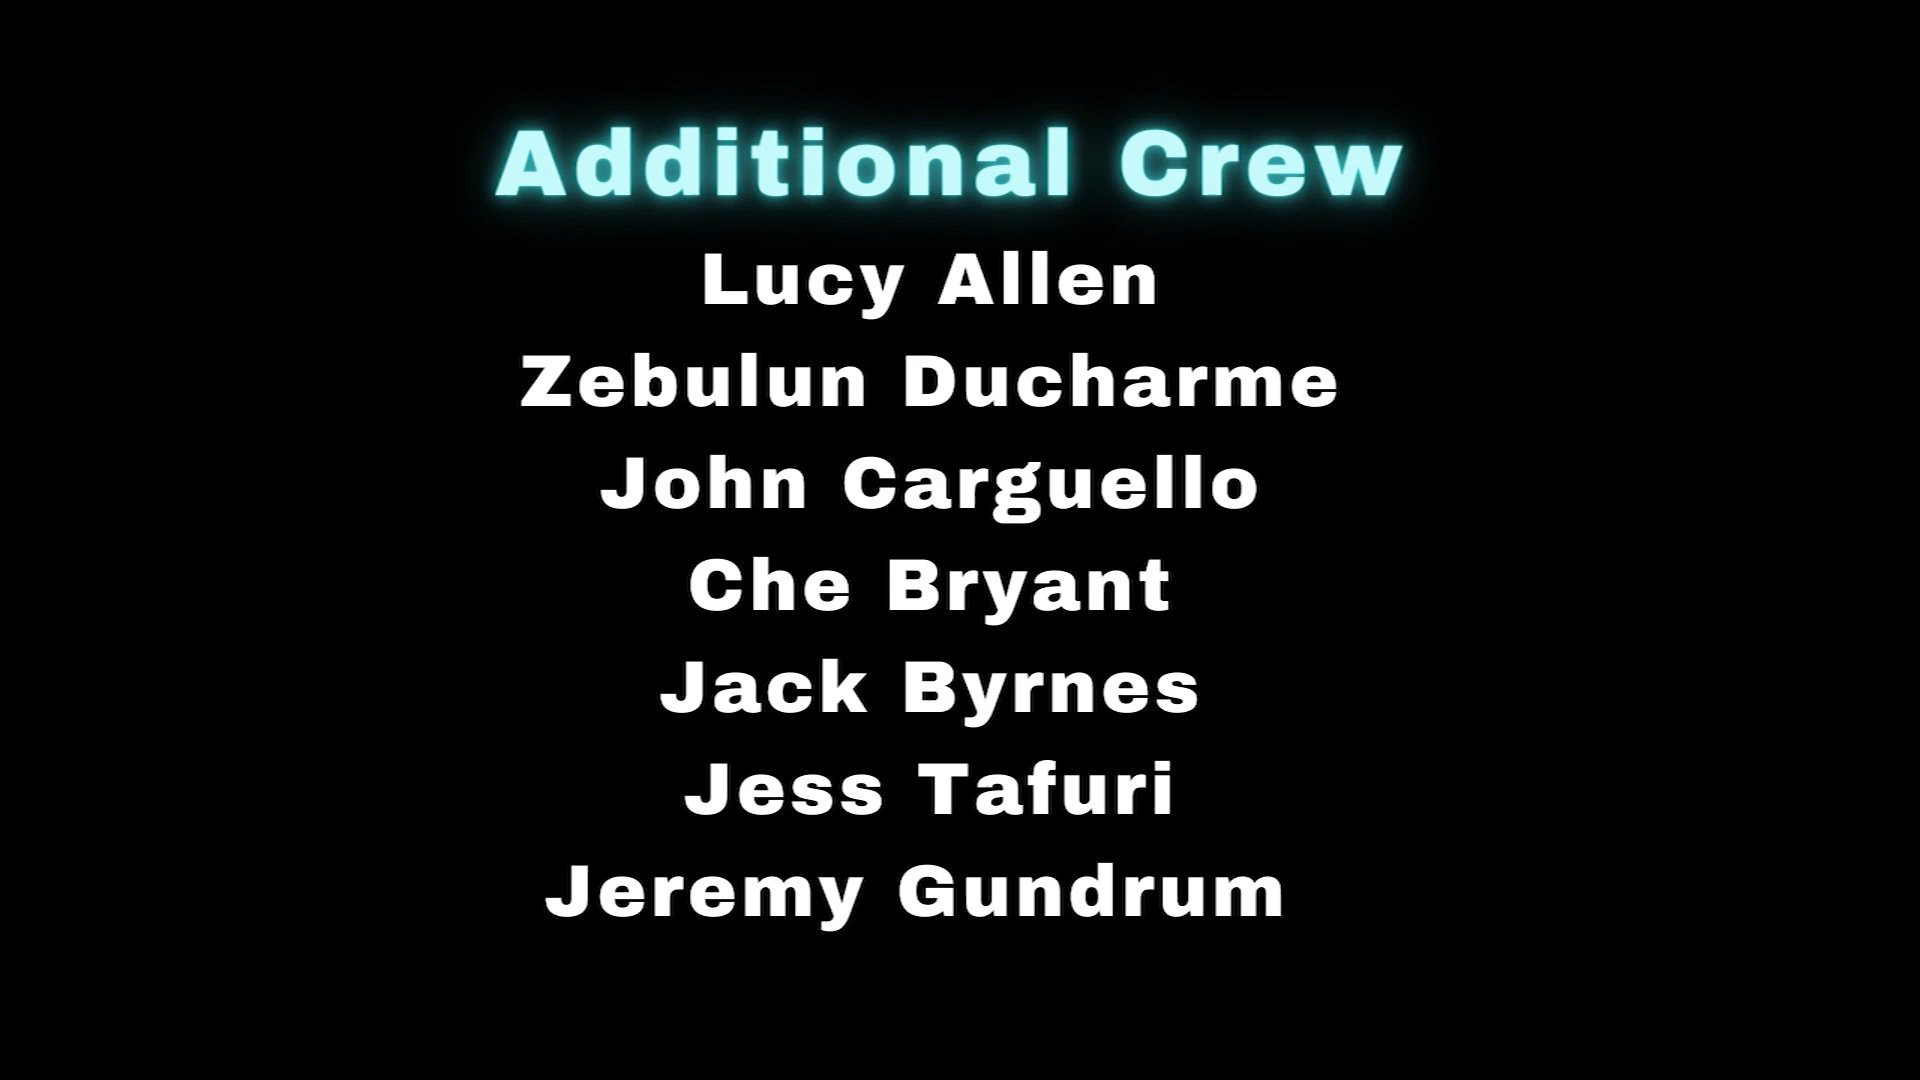 Additional Crew
Lucy Allen
Zebulun Ducharme
John Carguello
Che Bryant
Jack Byrnes
Jess Tafuri
Jeremy Gundrum